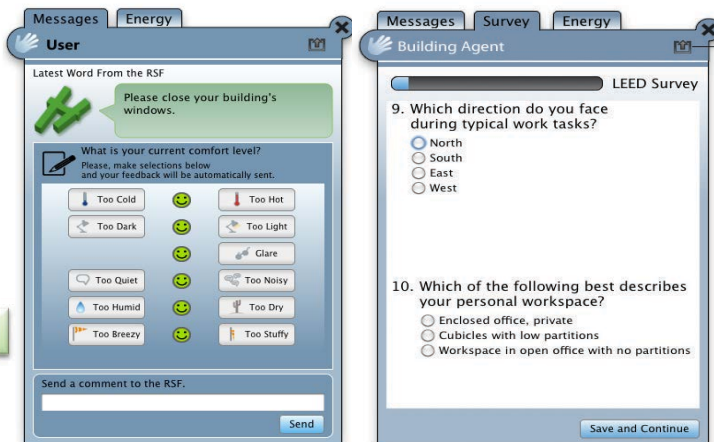 Messages Energy
User
Latest Word From the RSF
Please close your building's
windows.
What is your current comfort level?
Please, make selections below
and your feedback will be automatically sent.
Too Cold Too Hot
Too Dark Too Light
Glare
Too Quiet Too Noisy
Too Humid Too Dry
Too Breezy Too Stuffy
Send a comment to the RSF.
Send
Messages Survey Energy
Building Agent
LEED Survey
9. Which direction do you face
during typical work tasks?
North
South
East
West
10. Which of the following best describes
your personal workspace?
Enclosed office, private
Cubicles with low partitions
Workspace in open office with no partitions
Save and Continue